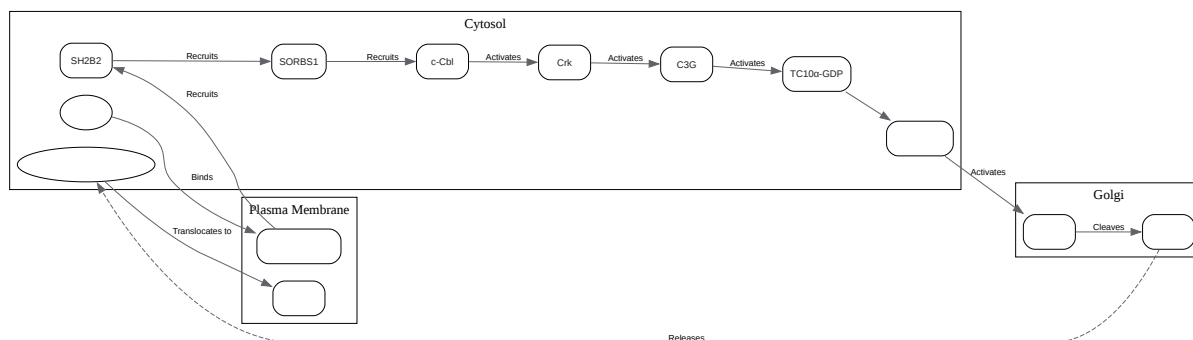 Cytosol
SH2B2
Recruits
SORBS1
Recruits
c-Cbl
Activates
Crk
Activates
C3G
Activates
TC10α-GDP
Recruits
Binds
Activates
Plasma Membrane
Translocates to
Golgi
Cleaves
Releases